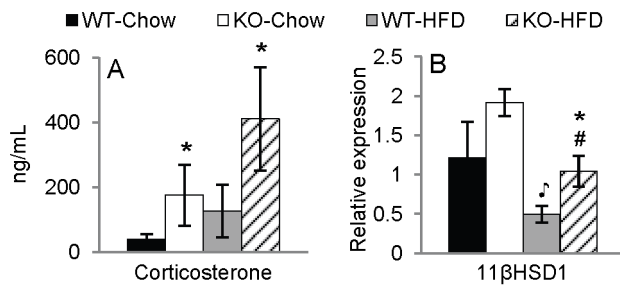 WT-Chow KO-Chow WT-HFD KO-HFD
A
ng/mL
600
400
200
0
*
*
Corticosterone
B
Relative expression
2.5
2
1.5
1
0.5
0
♪
*
#
11βHSD1